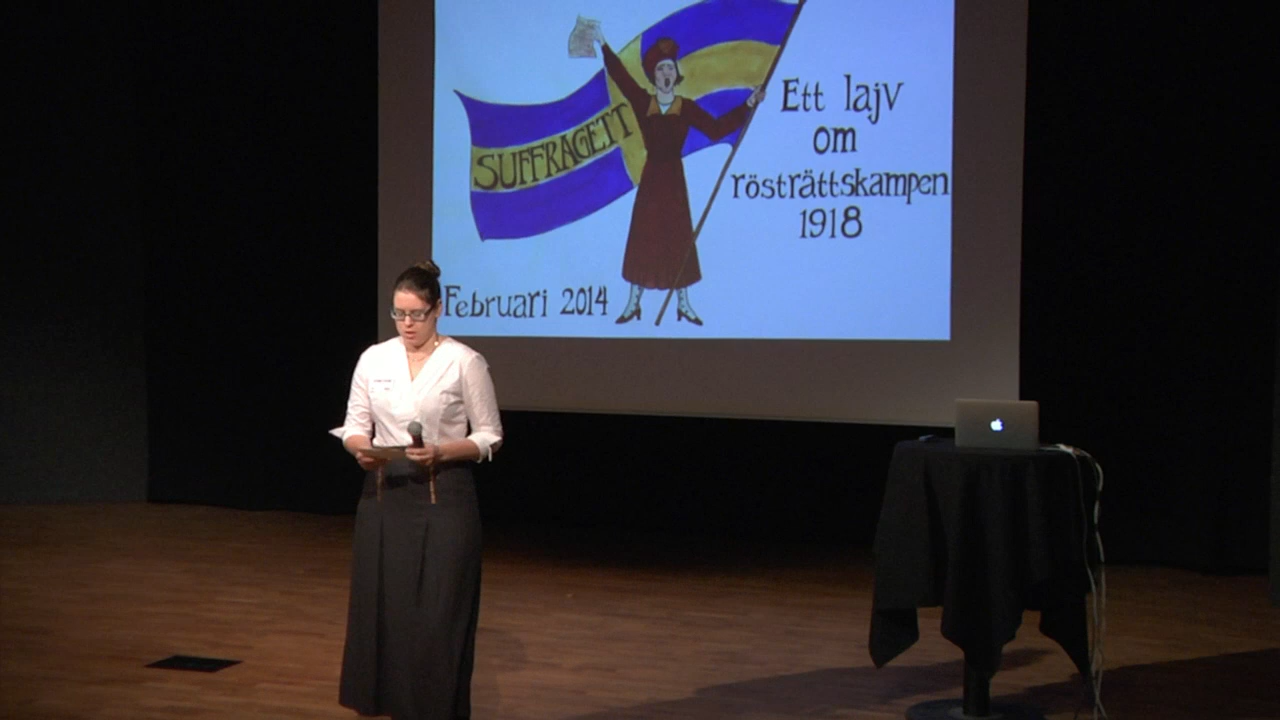 SUFFRAGETT
Ett lajv
om
rösträttskampen
1918
Februari 2014